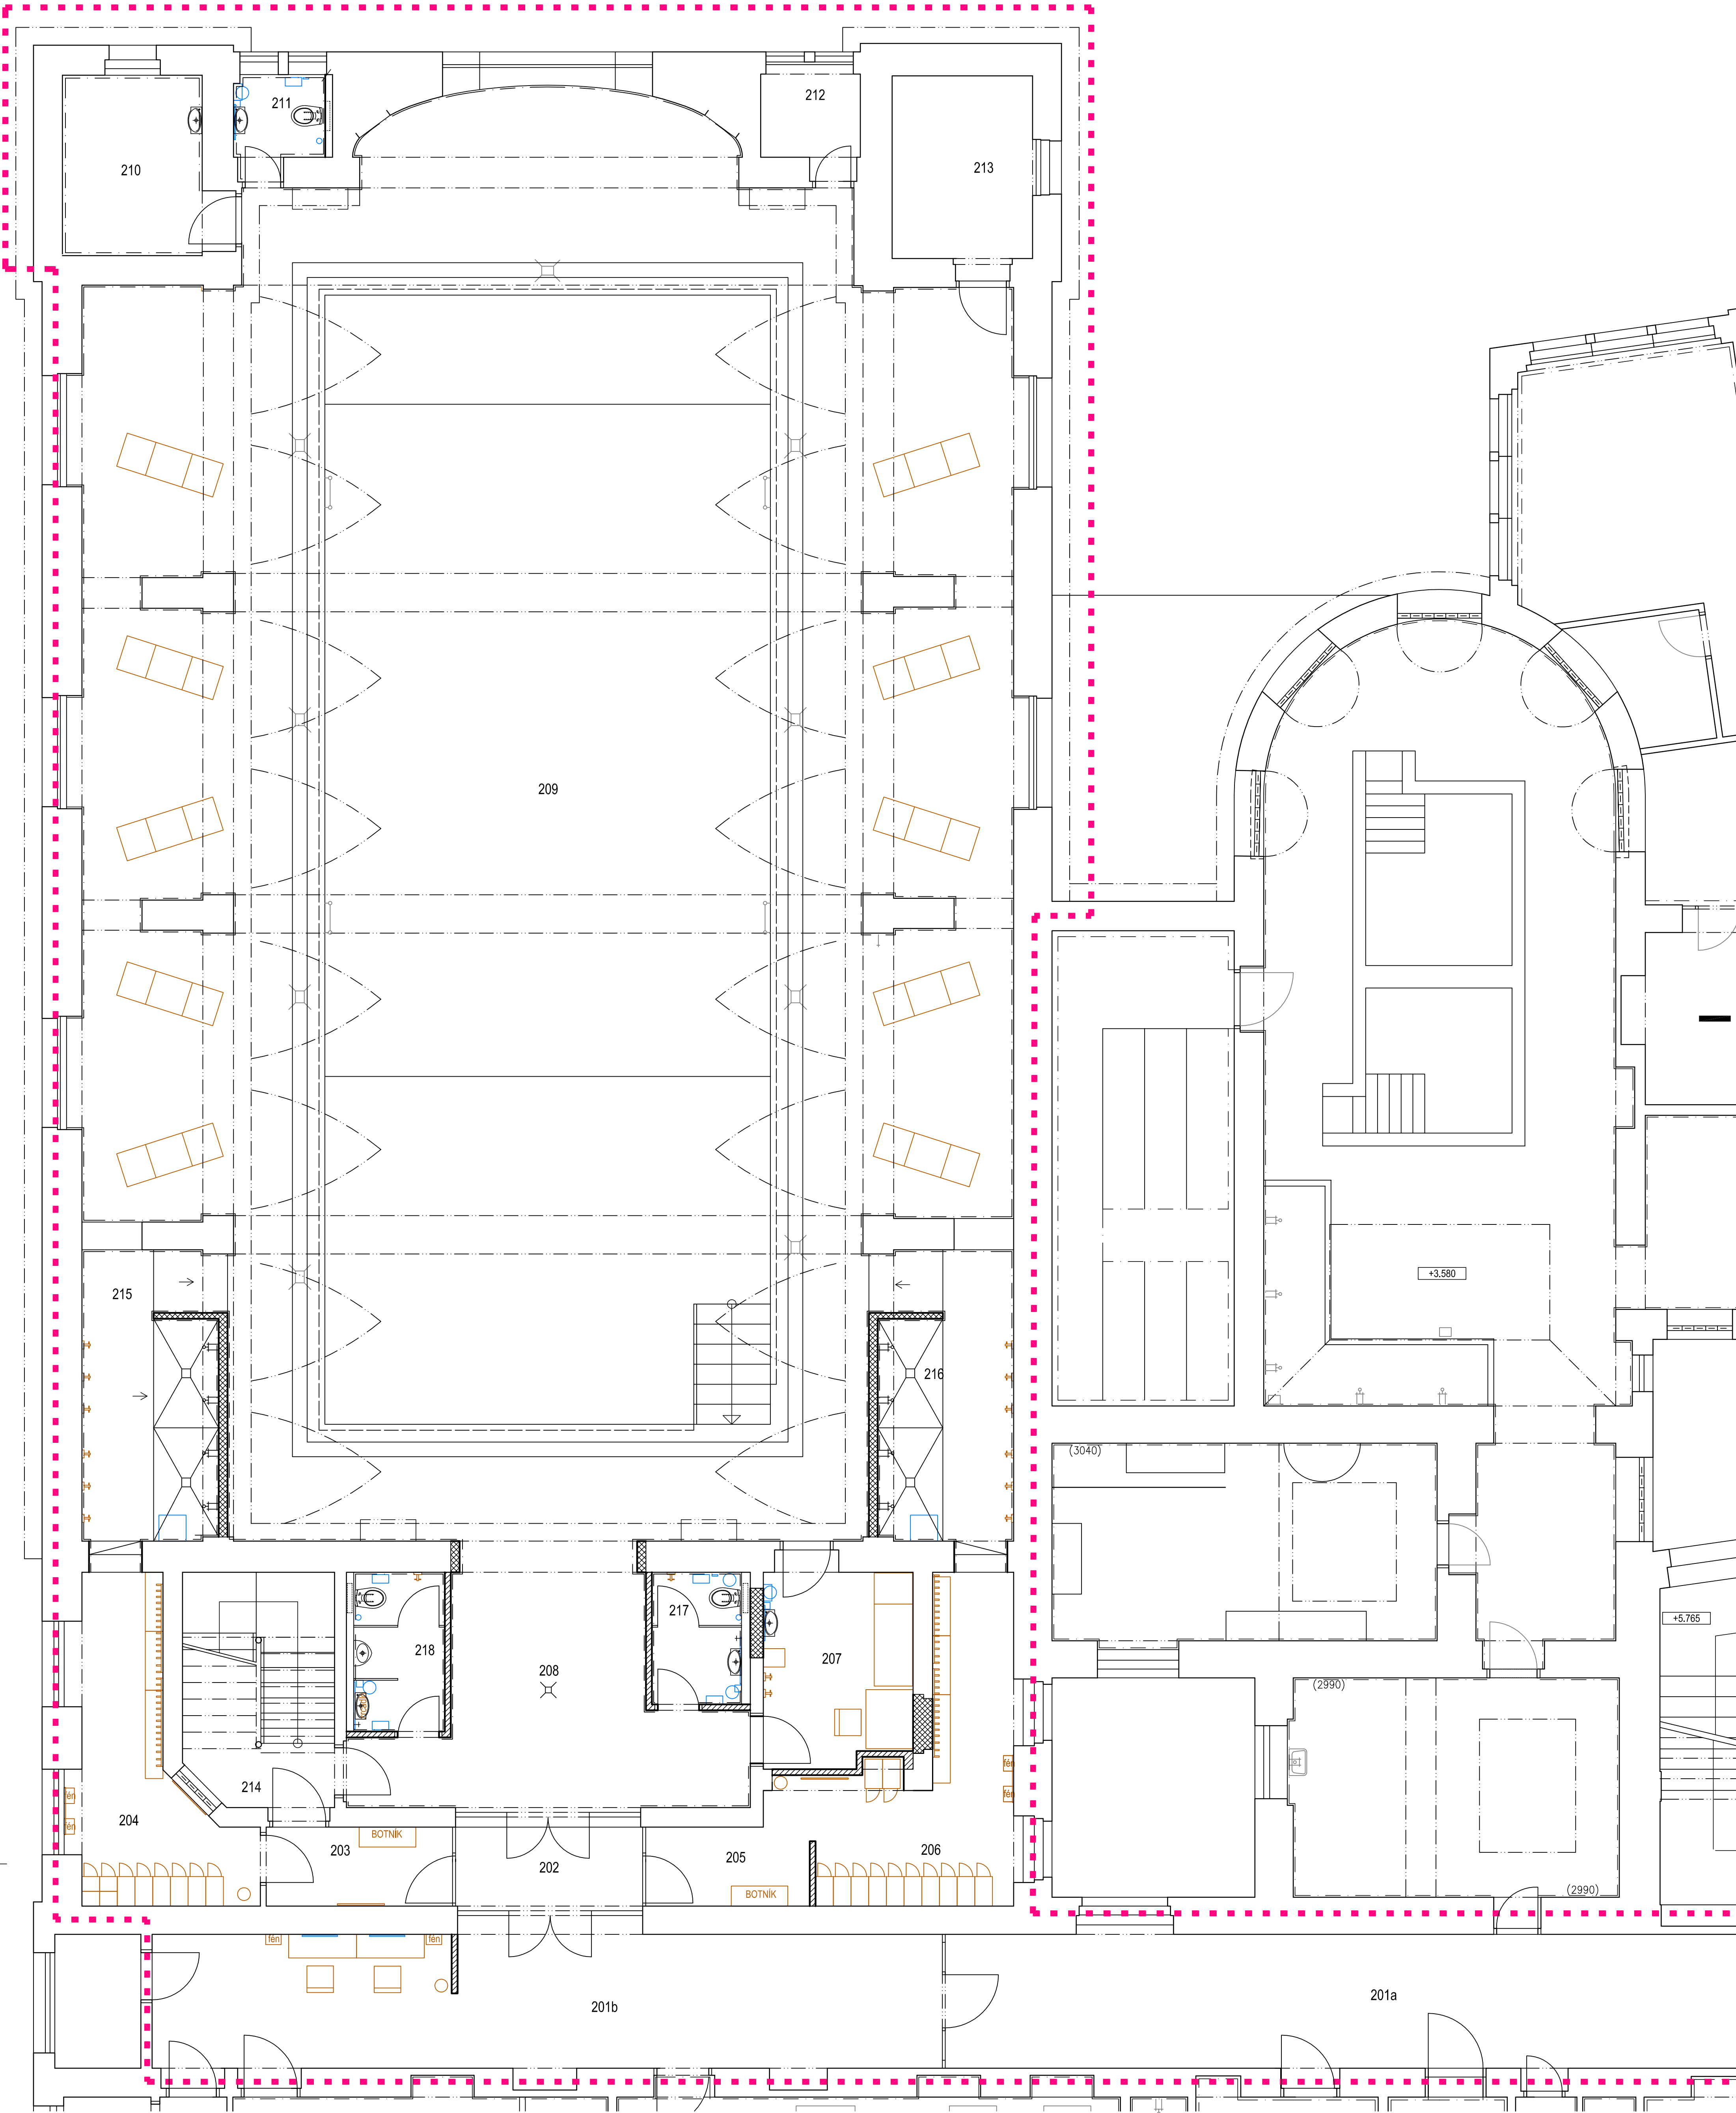 211
212
210
213
209
+3.580
215
216
(3040)
+5.765
217
218
207
208
(2990)
214
fén
fén
fén
fén
204
BOTNÍK
203
206
202
205
(2990)
BOTNÍK
fén
fén
201a
201b